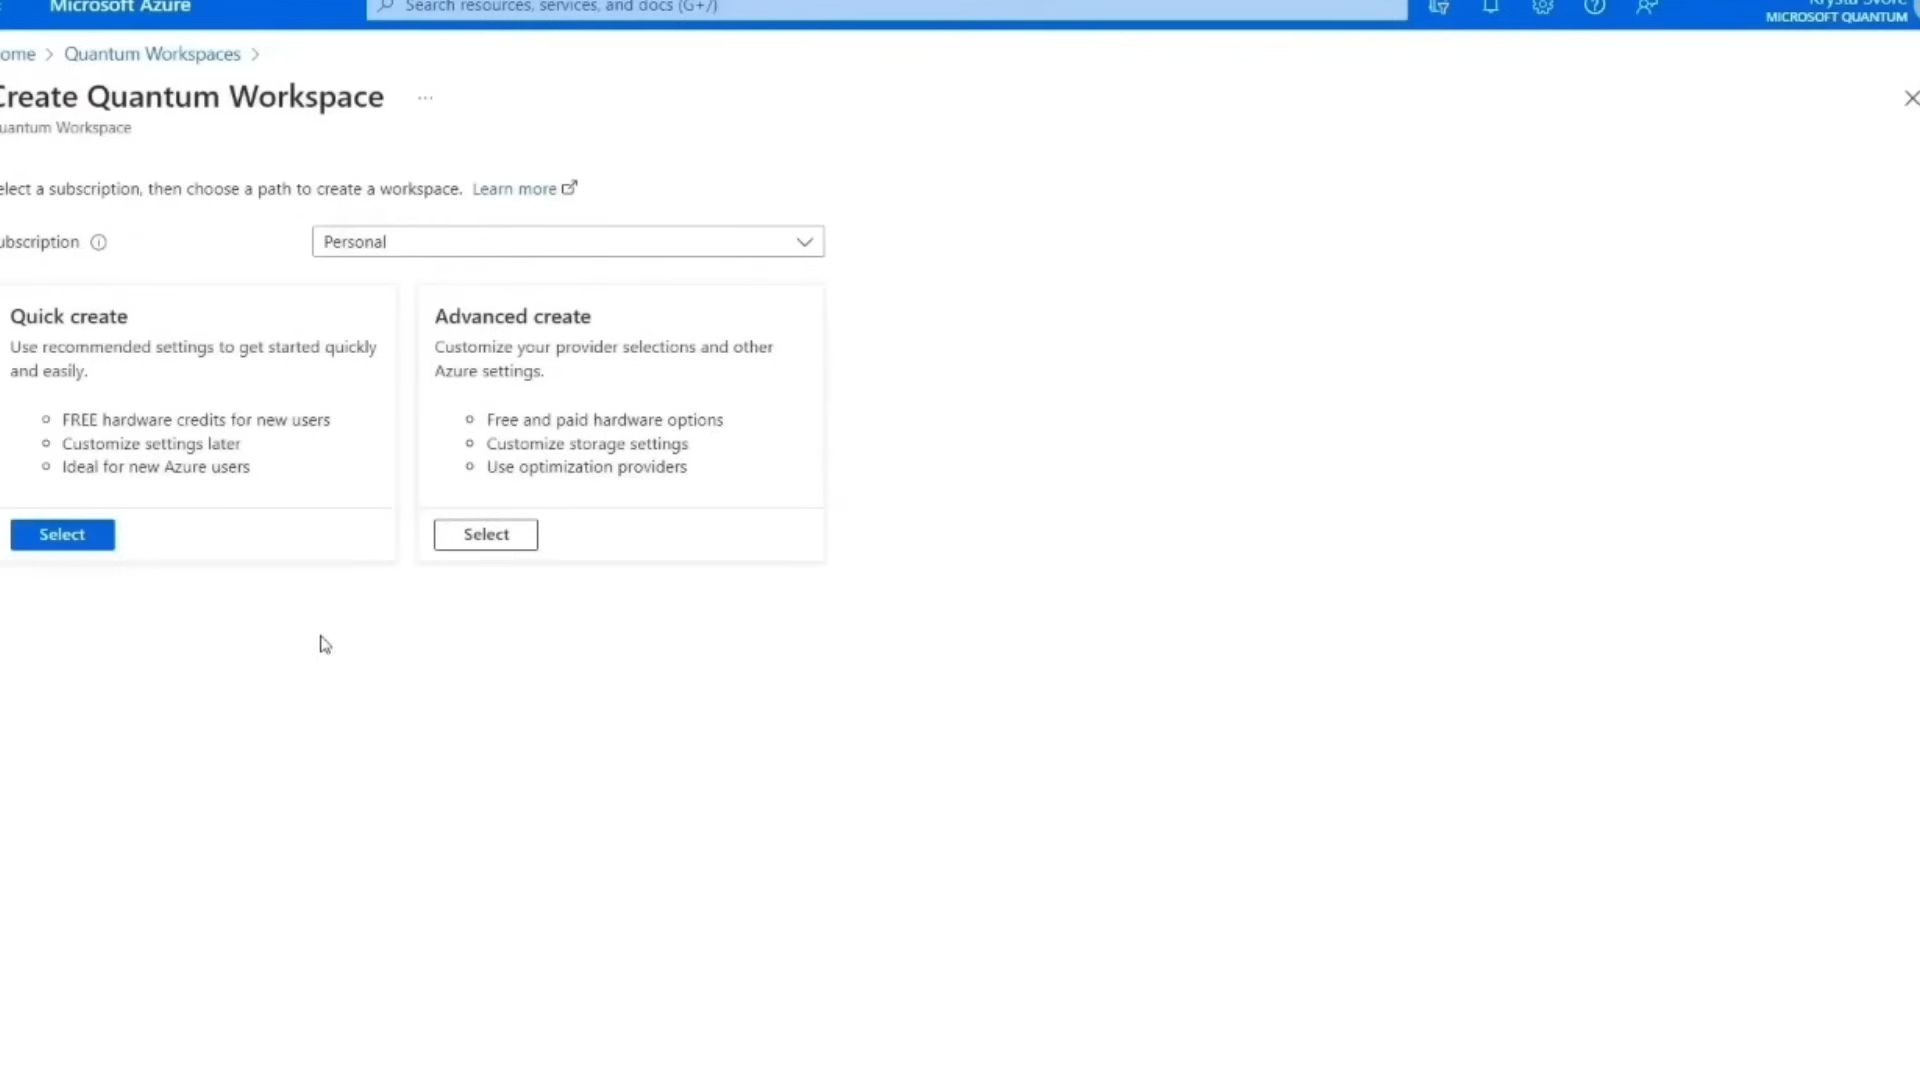 Microsoft Azure
Search resources, services, and docs (G+/)
MICROSOFT QUANTUM
ome > Quantum Workspaces >
Create Quantum Workspace ...
uantum Workspace
elect a subscription, then choose a path to create a workspace. Learn more
ubscription
Personal
Quick create
Use recommended settings to get started quickly
and easily.
FREE hardware credits for new users
Customize settings later
Ideal for new Azure users
Select
Advanced create
Customize your provider selections and other
Azure settings.
Free and paid hardware options
Customize storage settings
Use optimization providers
Select